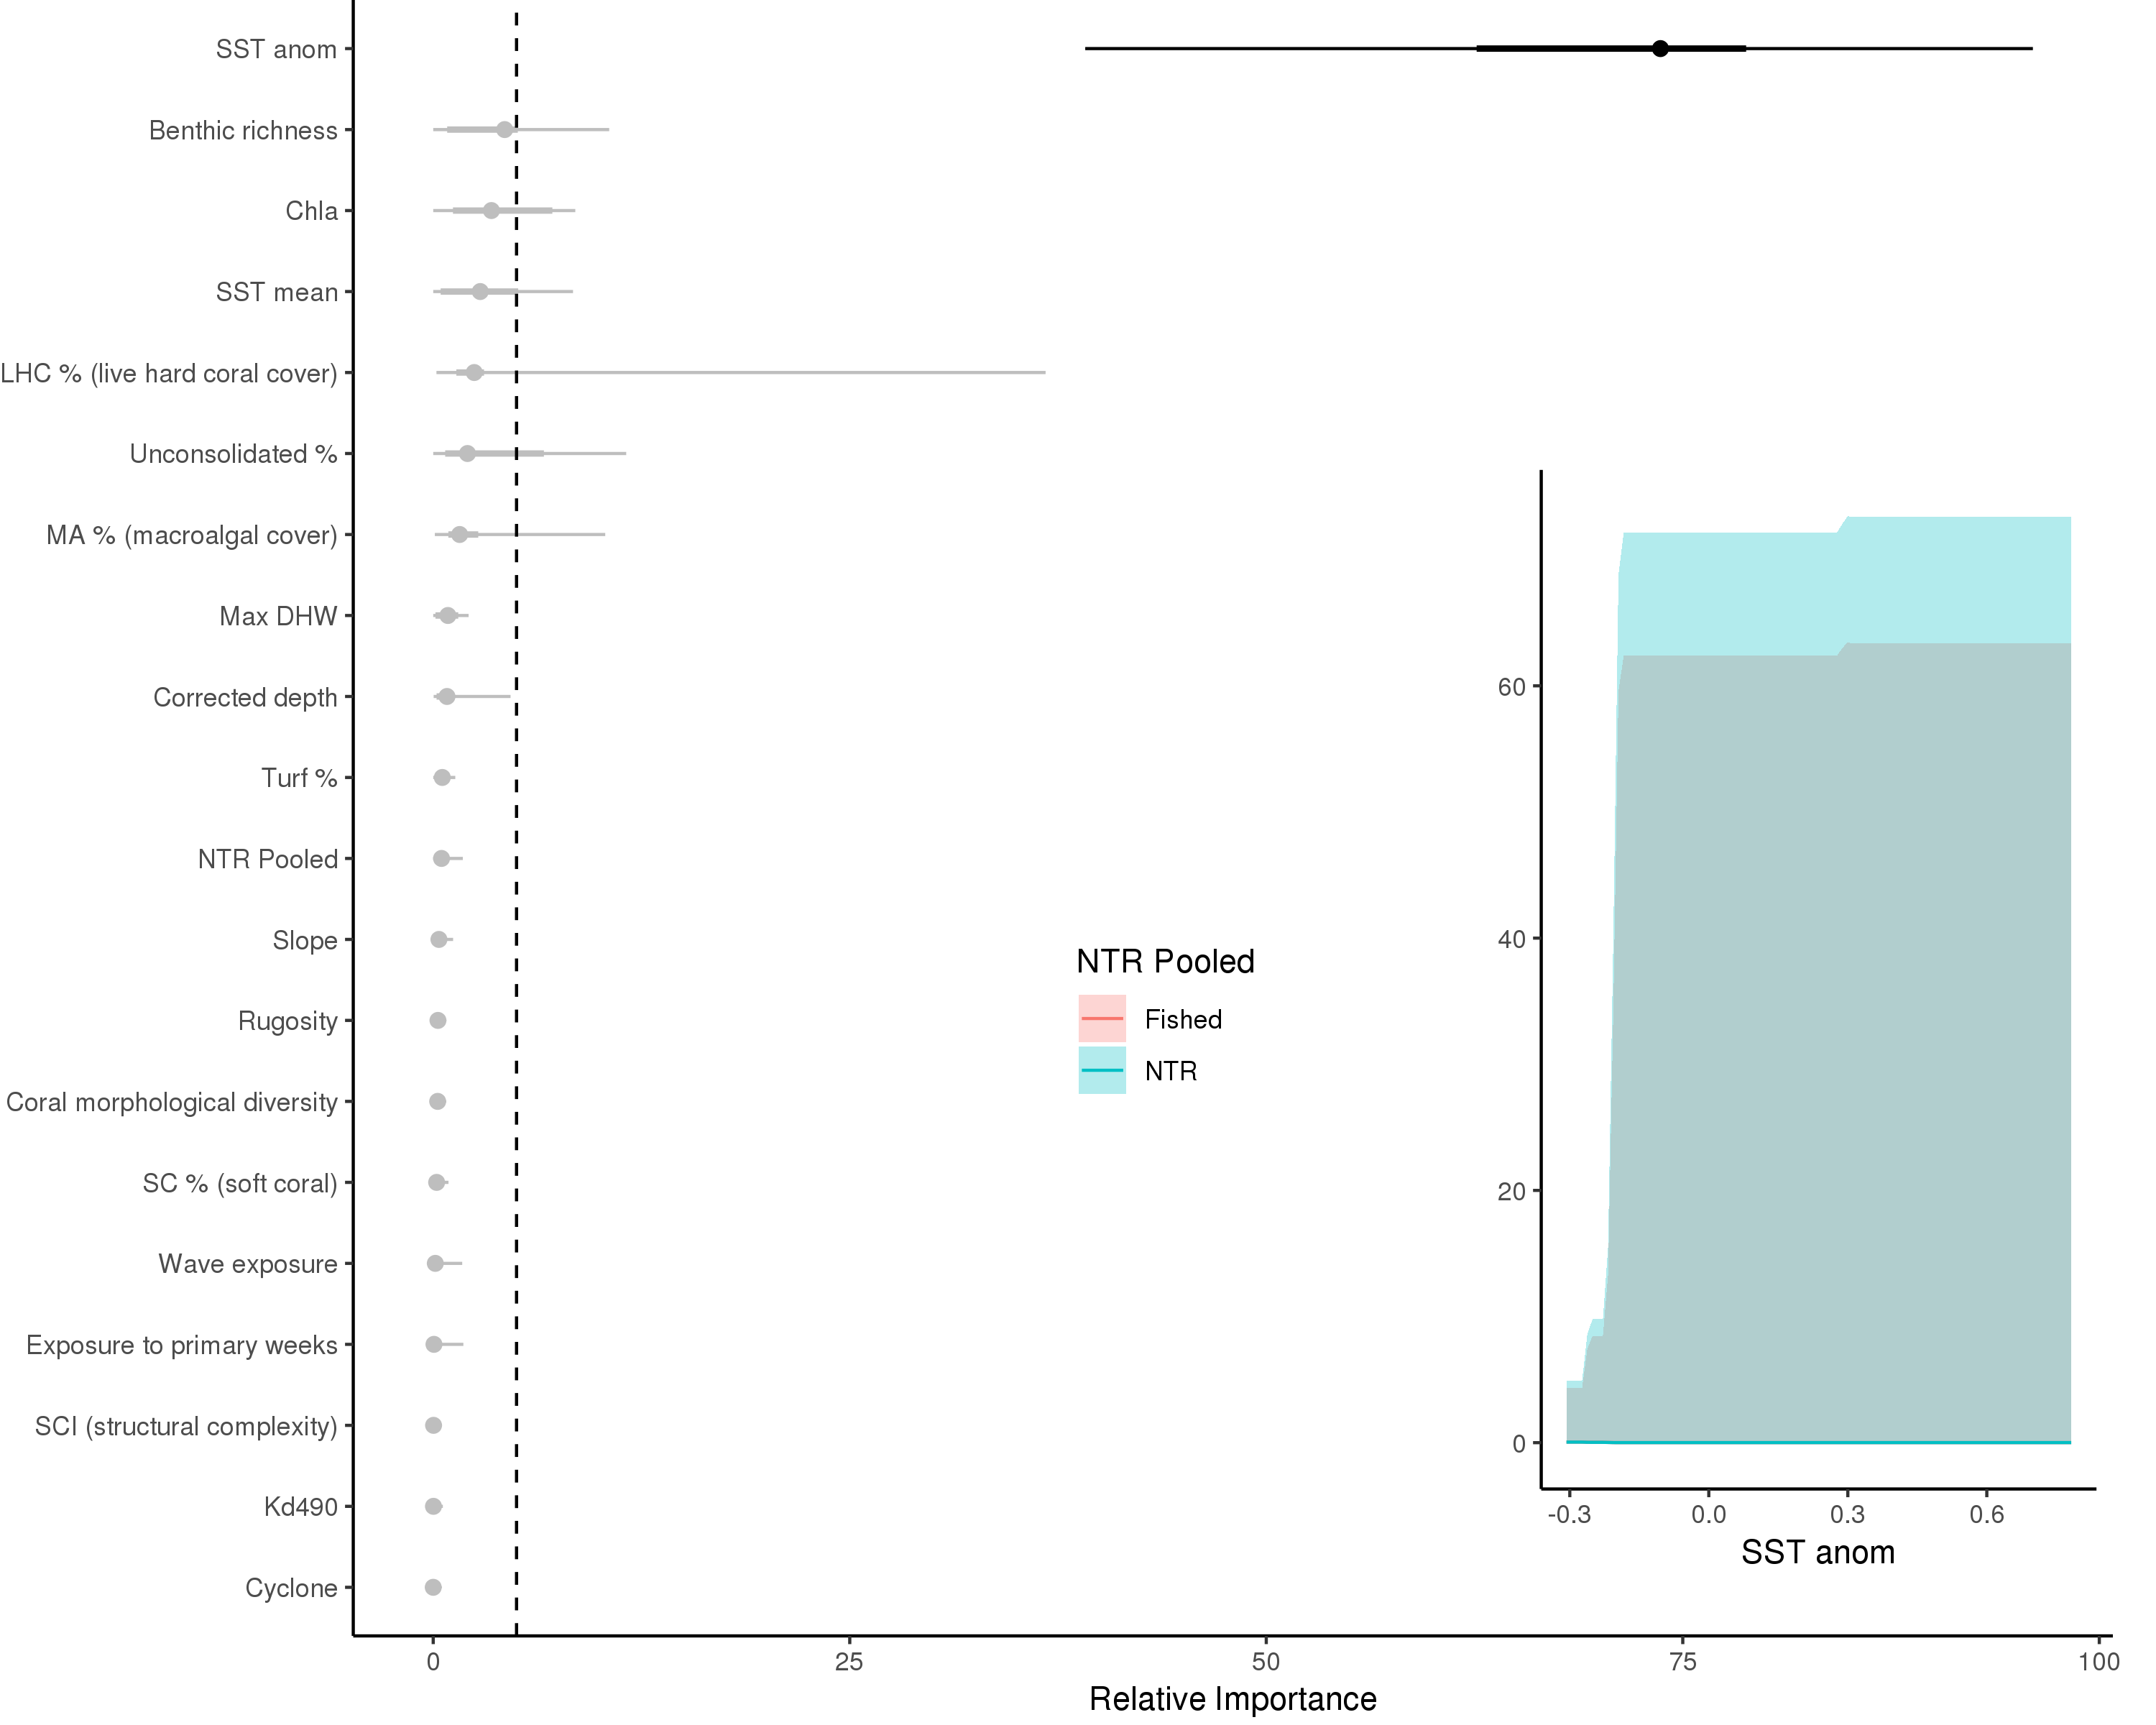 SST anom
Benthic richness
Chla
SST mean
LHC % (live hard coral cover)
Unconsolidated %
MA % (macroalgal cover)
Max DHW
Corrected depth
Turf %
NTR Pooled
Slope
Rugosity
Coral morphological diversity
SC % (soft coral)
Wave exposure
Exposure to primary weeks
SCI (structural complexity)
Kd490
Cyclone
0 25 50 75 100
Relative Importance
NTR Pooled
Fished
NTR
60
40
20
0
-0.3 0.0 0.3 0.6
SST anom